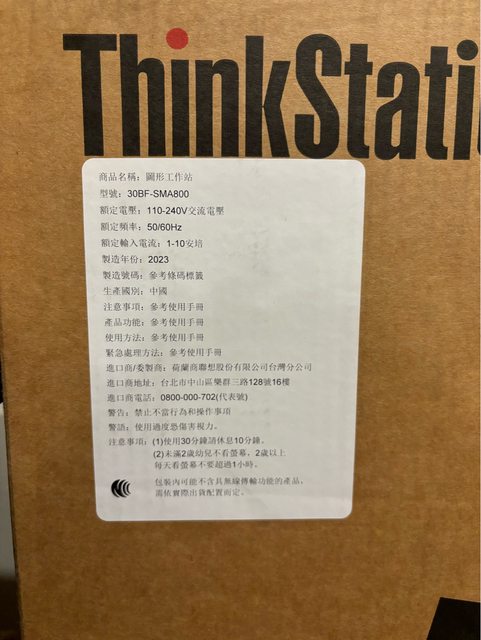 ThinkStati
商品名稱：圖形工作站
型號：30BF-SMA800
額定電壓：110-240V交流電壓
額定頻率：50/60Hz
額定輸入電流：1-10安培
製造年份：2023
製造號碼：參考條碼標籤
生產國別：中國
注意事項：參考使用手冊
產品功能：參考使用手冊
使用方法：參考使用手冊
緊急處理方法：參考使用手冊
進口商/委製商：荷蘭商聯想股份有限公司台灣分公司
進口商地址：台北市中山區樂群三路128號16樓
進口商電話：0800-000-702(代表號)
警告：禁止不當行為和操作事項
警語：使用過度恐傷害視力。
注意事項：(1)使用30分鐘請休息10分鐘。
(2)未滿2歲幼兒不看螢幕，2歲以上
每天看螢幕不要超過1小時。
包裝內可能不含具無線傳輸功能的產品，
需依實際出貨配置而定。